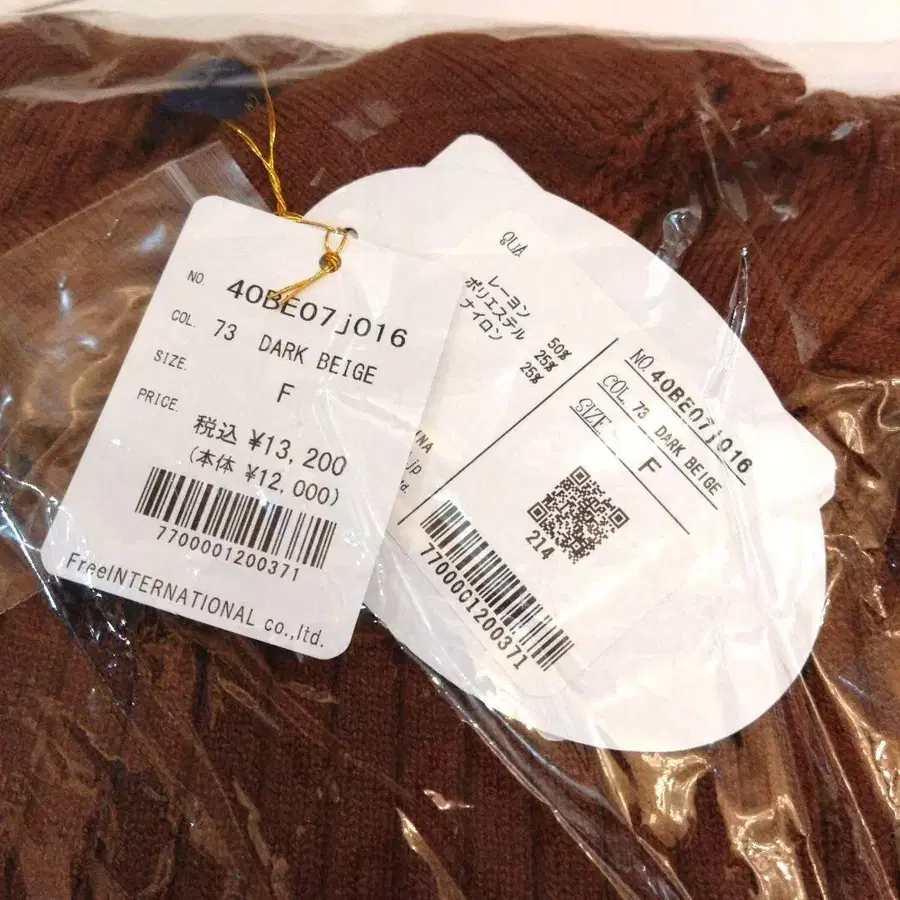 NO. 40BE07j016
COL. 73 DARK BEIGE
SIZE. F
PRICE. 税込 ¥13,200
(本体 ¥12,000)
7700001200371
FreeINTERNATIONAL co.,ltd.
QUA
レーヨン 50%
ポリエステル 25%
ナイロン 25%
NO. 40BE07j016
COL. 73 DARK BEIGE
SIZE. F
214
7700001200371